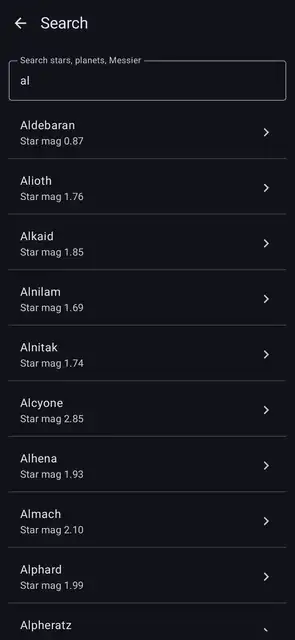 Search
Search stars, planets, Messier
al
Aldebaran
Star mag 0.87
Alioth
Star mag 1.76
Alkaid
Star mag 1.85
Alnilam
Star mag 1.69
Alnitak
Star mag 1.74
Alcyone
Star mag 2.85
Alhena
Star mag 1.93
Almach
Star mag 2.10
Alphard
Star mag 1.99
Alpheratz